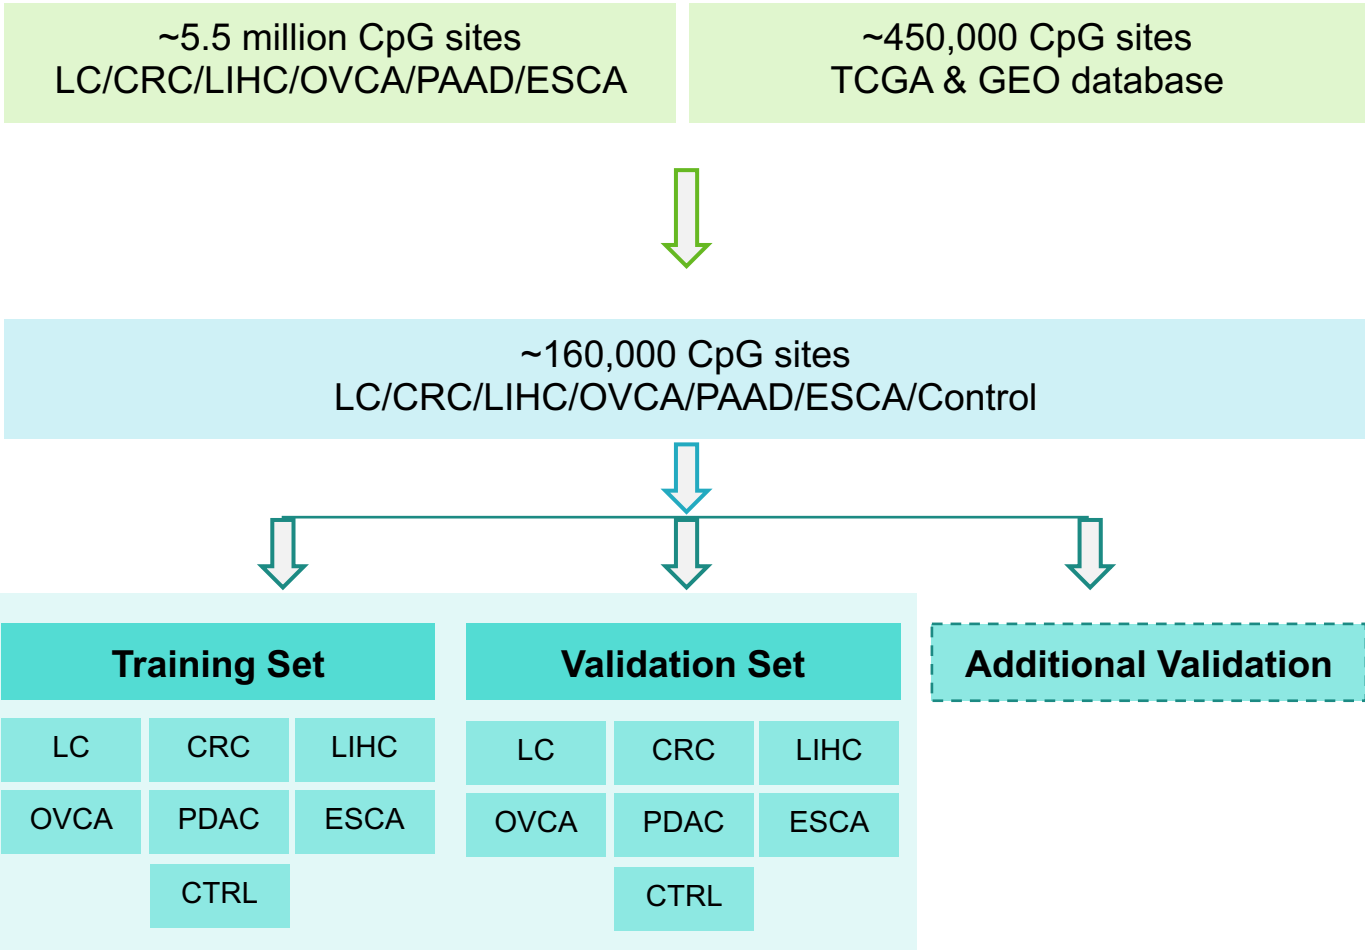 ~5.5 million CpG sites
LC/CRC/LIHC/OVCA/PAAD/ESCA
~450,000 CpG sites
TCGA & GEO database
~160,000 CpG sites
LC/CRC/LIHC/OVCA/PAAD/ESCA/Control
Training Set
LC
CRC
LIHC
OVCA
PDAC
ESCA
CTRL
Validation Set
LC
CRC
LIHC
OVCA
PDAC
ESCA
CTRL
Additional Validation